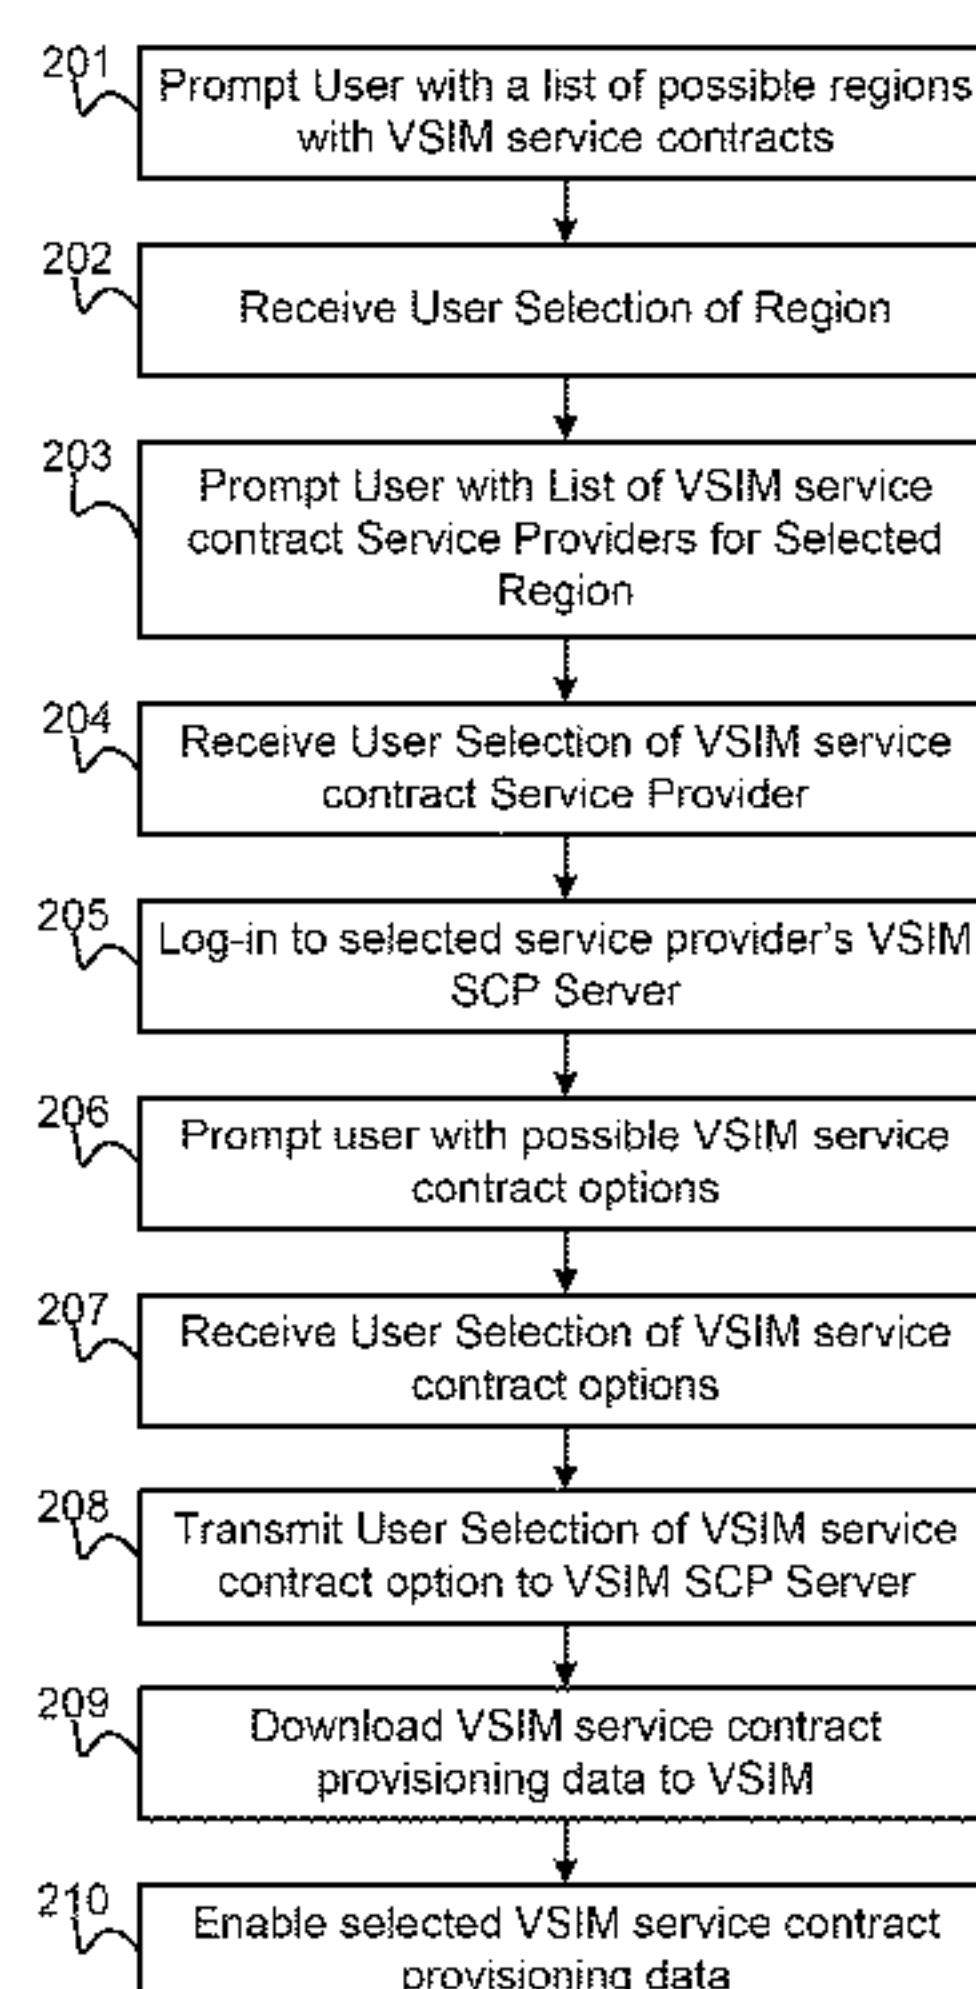 201
Prompt User with a list of possible regions
with VSIM service contracts
202
Receive User Selection of Region
203
Prompt User with List of VSIM service
contract Service Providers for Selected
Region
204
Receive User Selection of VSIM service
contract Service Provider
205
Log-in to selected service provider's VSIM
SCP Server
206
Prompt user with possible VSIM service
contract options
207
Receive User Selection of VSIM service
contract options
208
Transmit User Selection of VSIM service
contract option to VSIM SCP Server
209
Download VSIM service contract
provisioning data to VSIM
210
Enable selected VSIM service contract
provisioning data